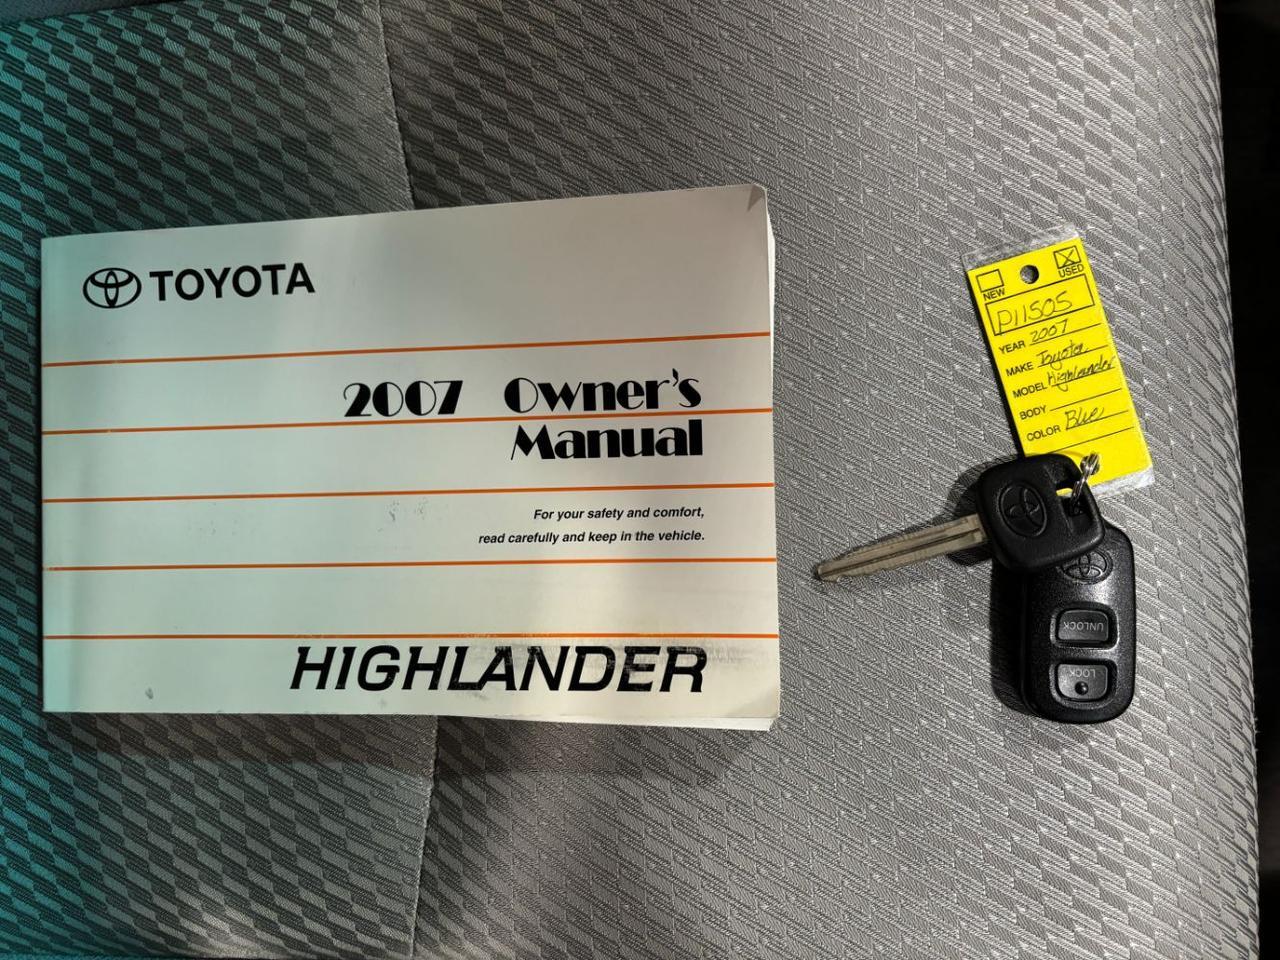 TOYOTA
2007 Owner's
Manual
For your safety and comfort,
read carefully and keep in the vehicle.
HIGHLANDER
NEW
USED
P11505
YEAR 2007
MAKE Toyota
MODEL Highlander
BODY
COLOR Blue
UNLOCK
LOCK